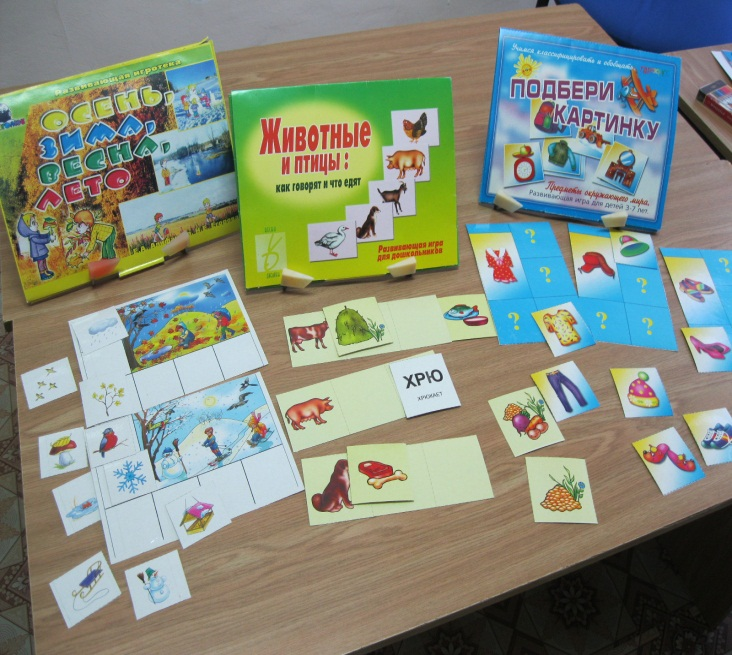 развивающая игротека
ОСЕНЬ,
ЗИМА,
ВЕСНА,
ЛЕТО
Животные
и птицы:
как говорят и что едят
Развивающая игра
для дошкольников
Учимся классифицировать и обобщать
ПОДБЕРИ
КАРТИНКУ
Предметы окружающего мира.
Развивающая игра для детей 3-7 лет
?
?
?
?
?
?
ХРЮ
ХРЮКАЕТ